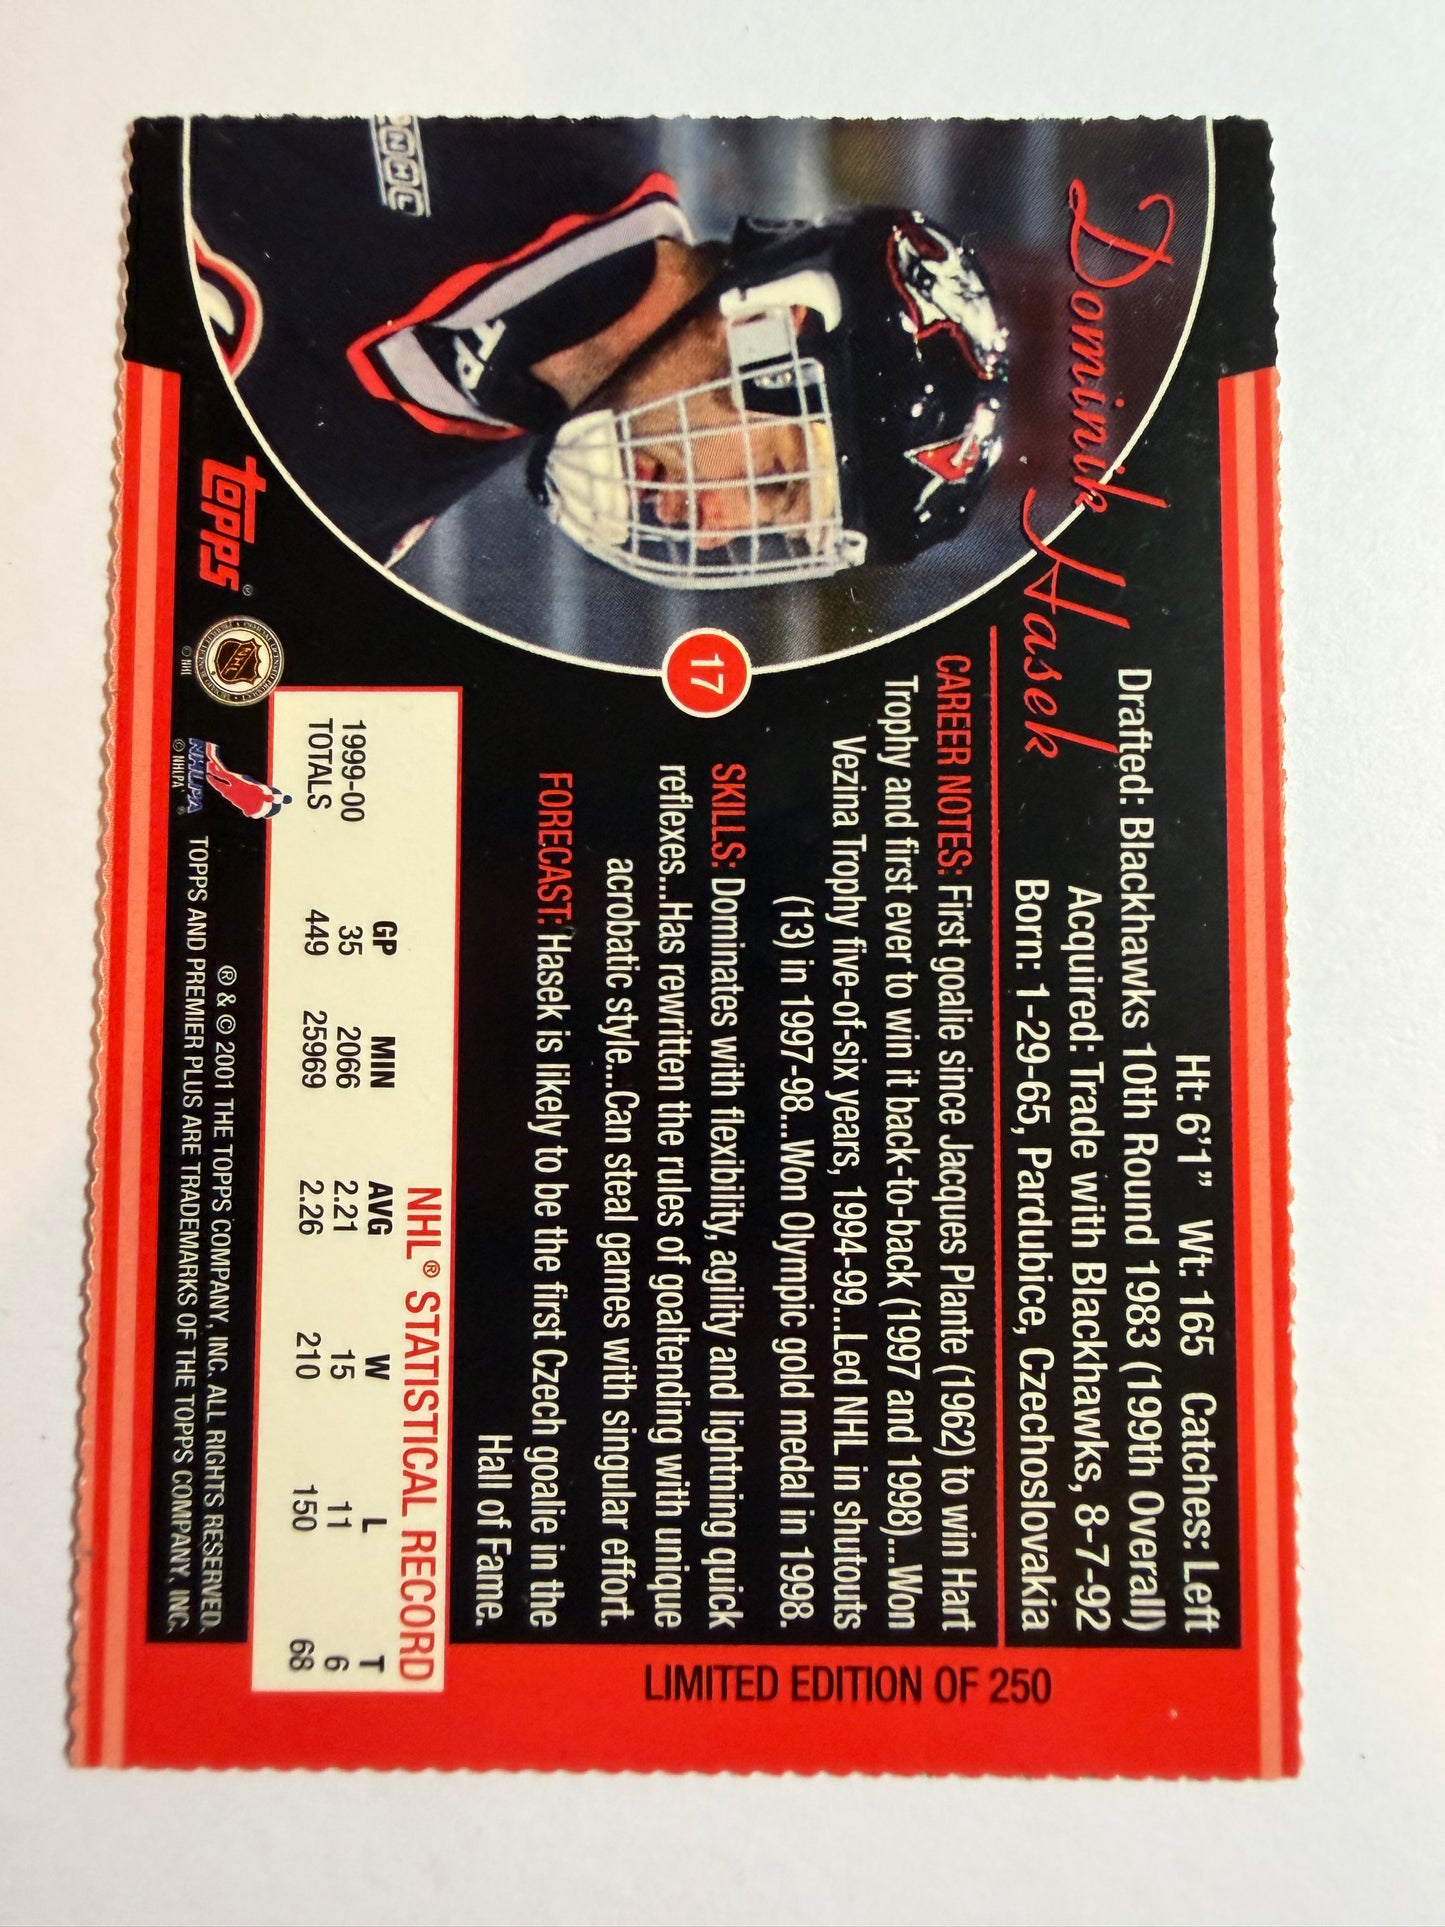 Dominik Hasek
Ht: 6'1” Wt: 165 Catches: Left
Drafted: Blackhawks 10th Round 1983 (199th Overall)
Acquired: Trade with Blackhawks, 8-7-92
Born: 1-29-65, Pardubice, Czechoslovakia
CAREER NOTES: First goalie since Jacques Plante (1962) to win Hart
Trophy and first ever to win it back-to-back (1997 and 1998)...Won
Vezina Trophy five-of-six years, 1994-99...Led NHL in shutouts
(13) in 1997-98...Won Olympic gold medal in 1998.
17
SKILLS: Dominates with flexibility, agility and lightning quick
reflexes...Has rewritten the rules of goaltending with unique
acrobatic style...Can steal games with singular effort.
FORECAST: Hasek is likely to be the first Czech goalie in the
Hall of Fame.
LIMITED EDITION OF 250
NHL® STATISTICAL RECORD
GP MIN AVG W L T
1999-00 35 2066 2.21 15 11 6
TOTALS 449 25969 2.26 210 150 68
topps®
NHL
© NHL
NHLPA®
© NHLPA
® & © 2001 THE TOPPS COMPANY, INC. ALL RIGHTS RESERVED.
TOPPS AND PREMIER PLUS ARE TRADEMARKS OF THE TOPPS COMPANY, INC.